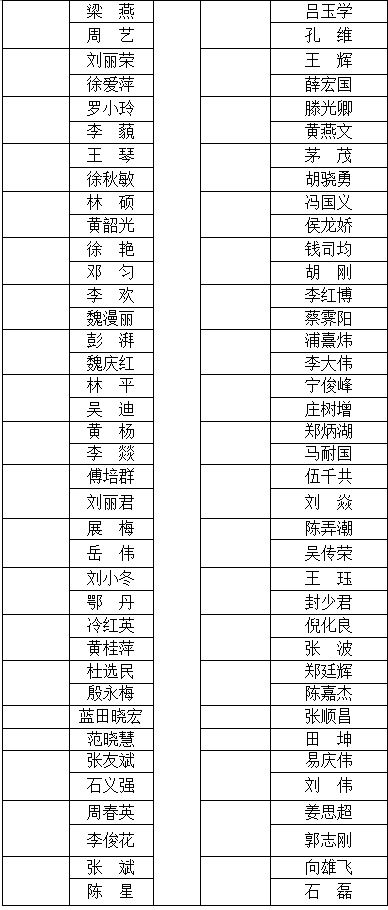 梁　燕　吕玉学
周　艺　孔　维
刘丽荣　王　辉
徐爱萍　薛宏国
罗小玲　滕光卿
李　藐　黄燕文
王　琴　茅　茂
徐秋敏　胡骁勇
林　硕　冯国义
黄韶光　侯龙娇
徐　艳　钱司均
邓　匀　胡　刚
李　欢　李红博
魏漫丽　蔡霁阳
彭　湃　浦熹炜
魏庆红　李大伟
林　平　宁俊峰
吴　迪　庄树增
黄　杨　郑炳湖
李　燚　马耐国
傅培群　伍千共
刘丽君　刘　焱
展　梅　陈弄潮
岳　伟　吴传荣
刘小冬　王　珏
鄂　丹　封少君
冷红英　倪化良
黄桂萍　张　波
杜选民　郑廷辉
殷永梅　陈嘉杰
蓝田晓宏　张顺昌
范晓慧　田　坤
张友斌　易庆伟
石义强　刘　伟
周春英　姜思超
李俊花　郭志刚
张　斌　向雄飞
陈　星　石　磊